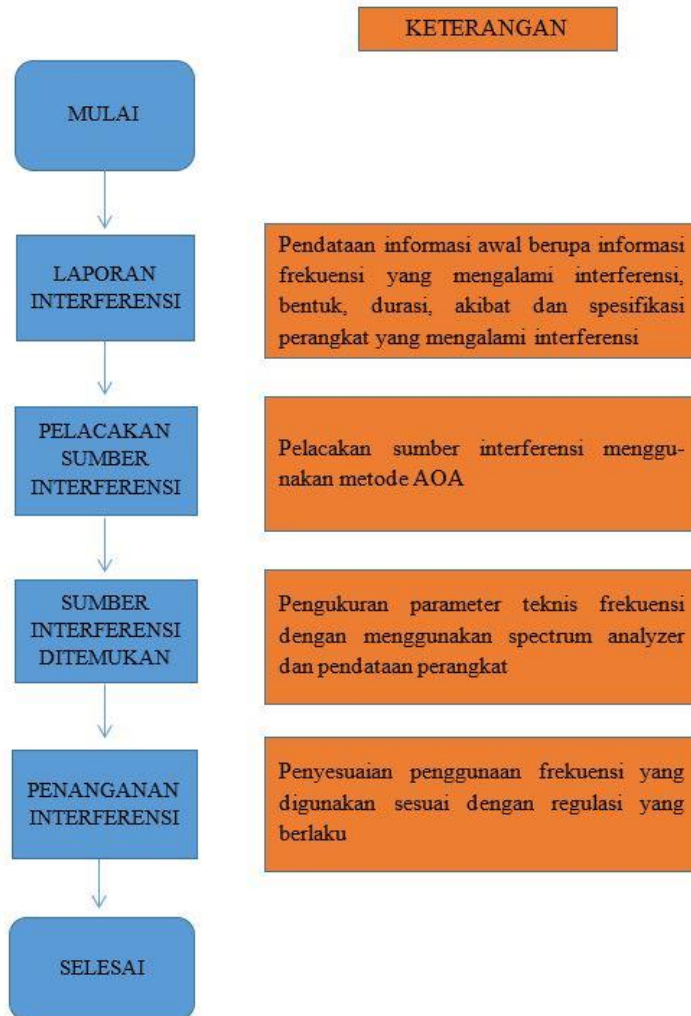 KETERANGAN
MULAI
LAPORAN
INTERFERENSI
Pendataan informasi awal berupa informasi
frekuensi yang mengalami interferensi,
bentuk, durasi, akibat dan spesifikasi
perangkat yang mengalami interferensi
PELACAKAN
SUMBER
INTERFERENSI
Pelacakan sumber interferensi menggu-
nakan metode AOA
SUMBER
INTERFERENSI
DITEMUKAN
Pengukuran parameter teknis frekuensi
dengan menggunakan spectrum analyzer
dan pendataan perangkat
PENANGANAN
INTERFERENSI
Penyesuaian penggunaan frekuensi yang
digunakan sesuai dengan regulasi yang
berlaku
SELESAI